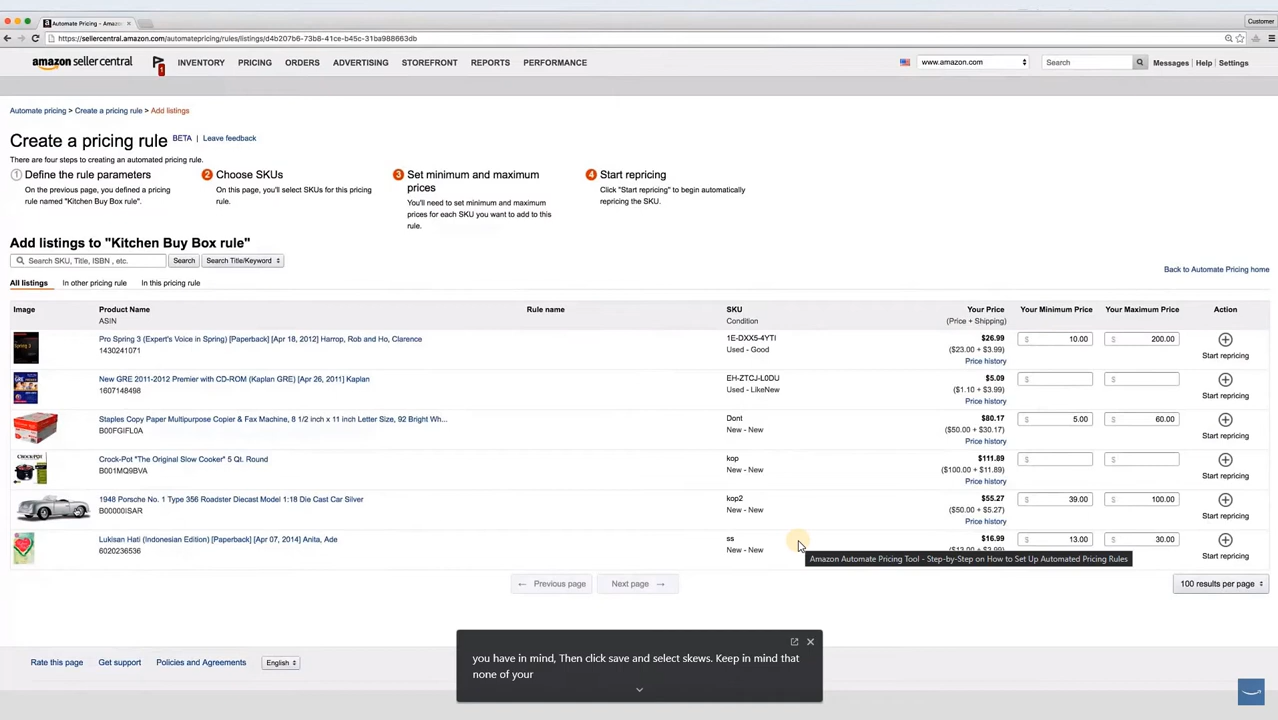 Automate Pricing - Amazon
Customer
https://sellercentral.amazon.com/automatepricing/rules/listings/d4b207b6-73b8-41ce-b45c-31ba988663db
amazon seller central
1
INVENTORY PRICING ORDERS ADVERTISING STOREFRONT REPORTS PERFORMANCE
www.amazon.com
Search
Messages | Help | Settings
Automate pricing > Create a pricing rule > Add listings
Create a pricing rule BETA | Leave feedback
There are four steps to creating an automated pricing rule.
1 Define the rule parameters
On the previous page, you defined a pricing
rule named "Kitchen Buy Box rule".
2 Choose SKUs
On this page, you'll select SKUs for this pricing
rule.
3 Set minimum and maximum
prices
You'll need to set minimum and maximum
prices for each SKU you want to add to this
rule.
4 Start repricing
Click "Start repricing" to begin automatically
repricing the SKU.
Add listings to "Kitchen Buy Box rule"
Search SKU, Title, ISBN , etc. Search Search Title/Keyword
Back to Automate Pricing home
All listings In other pricing rule In this pricing rule
Image Product Name Rule name SKU Your Price Your Minimum Price Your Maximum Price Action
ASIN Condition (Price + Shipping)
Pro Spring 3 (Expert's Voice in Spring) [Paperback] [Apr 18, 2012] Harrop, Rob and Ho, Clarence 1E-DXX5-4YTI $26.99 $ 10.00 $ 200.00
1430241071 Used - Good ($23.00 + $3.99) Start repricing
Price history
New GRE 2011-2012 Premier with CD-ROM (Kaplan GRE) [Apr 26, 2011] Kaplan EH-ZTCJ-L0DU $5.09 $ $
1607148498 Used - LikeNew ($1.10 + $3.99) Start repricing
Price history
Staples Copy Paper Multipurpose Copier & Fax Machine, 8 1/2 inch x 11 inch Letter Size, 92 Bright Wh... Dont $80.17 $ 5.00 $ 60.00
B00FGIFL0A New - New ($50.00 + $30.17) Start repricing
Price history
Crock-Pot "The Original Slow Cooker" 5 Qt. Round kop $111.89 $ $
B001MQ9BVA New - New ($100.00 + $11.89) Start repricing
Price history
1948 Porsche No. 1 Type 356 Roadster Diecast Model 1:18 Die Cast Car Silver kop2 $55.27 $ 39.00 $ 100.00
B00000ISAR New - New ($50.00 + $5.27) Start repricing
Price history
Lukisan Hati (Indonesian Edition) [Paperback] [Apr 07, 2014] Anita, Ade ss $16.99 $ 13.00 $ 30.00
6020236536 New - New ($13.00 + $3.99) Start repricing
Amazon Automate Pricing Tool - Step-by-Step on How to Set Up Automated Pricing Rules
← Previous page Next page → 100 results per page
you have in mind, Then click save and select skews. Keep in mind that
none of your
Rate this page Get support Policies and Agreements English